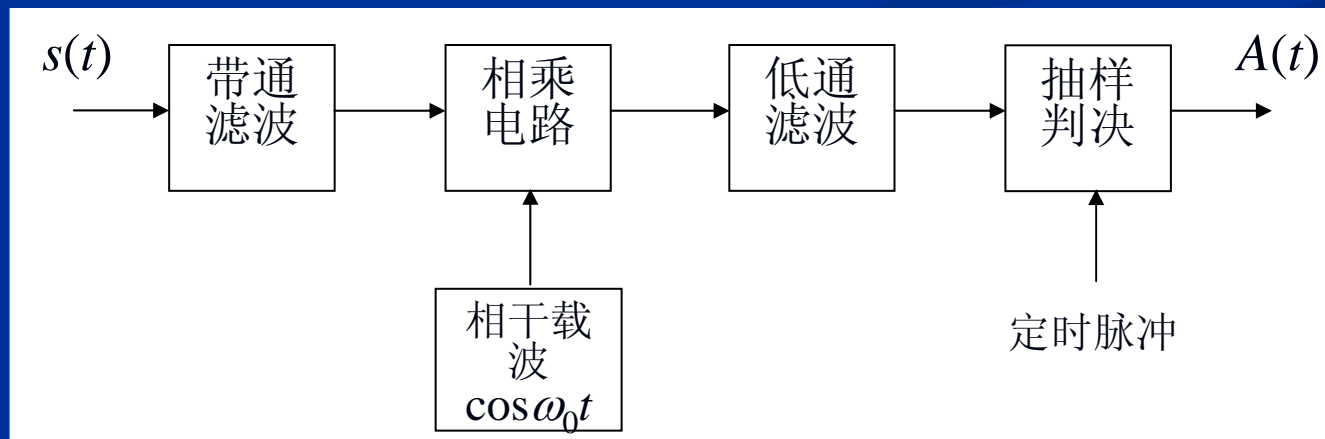 s(t)
带通
滤波
相乘
电路
低通
滤波
抽样
判决
A(t)
相干载
波
cosω₀t
定时脉冲